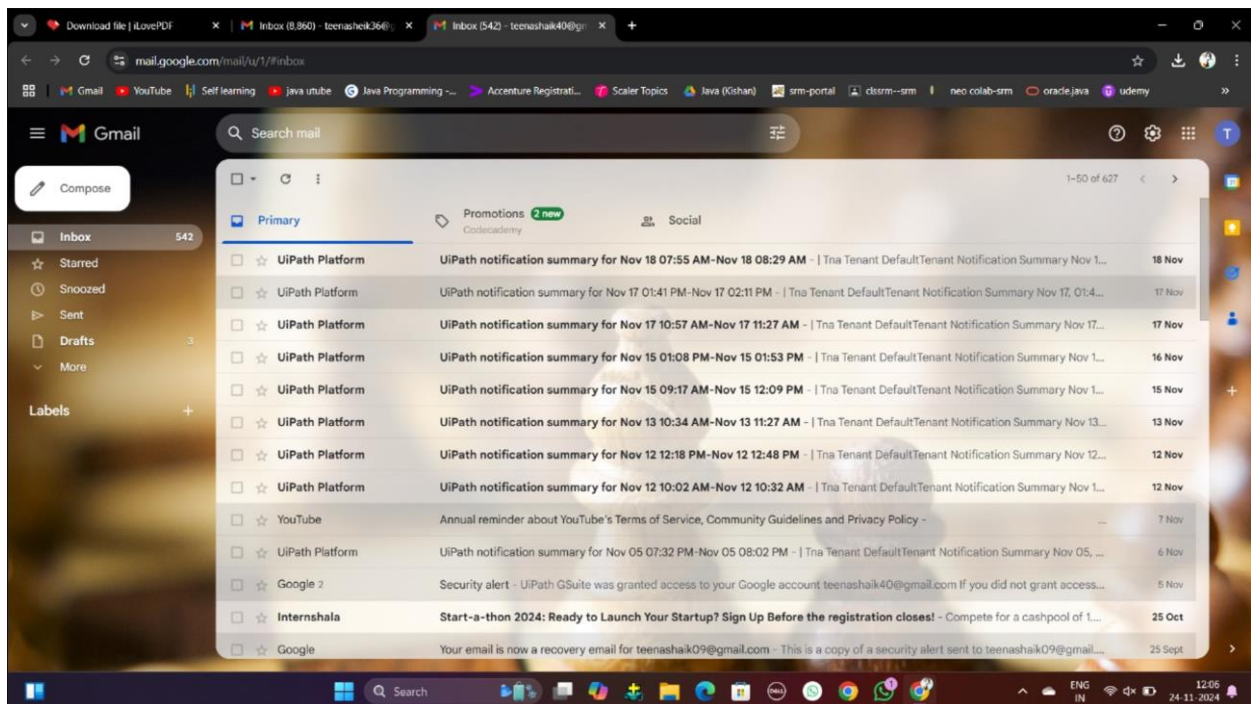 Download file | iLovePDF
Inbox (8,860) - teenasheik36@g
Inbox (542) - teenashaik40@gm
mail.google.com/mail/u/1/#inbox
Gmail YouTube Self learning java utube Java Programming -... Accenture Registrati... Scaler Topics Java (Kishan) srm-portal clssrm--srm neo colab-srm oracle.java udemy »
Gmail
Search mail
T
Compose
1–50 of 627
Primary
Promotions 2 new
Codecademy
Social
Inbox 542
Starred
Snoozed
Sent
Drafts 3
More
Labels +
UiPath Platform UiPath notification summary for Nov 18 07:55 AM-Nov 18 08:29 AM - | Tna Tenant DefaultTenant Notification Summary Nov 1... 18 Nov
UiPath Platform UiPath notification summary for Nov 17 01:41 PM-Nov 17 02:11 PM - | Tna Tenant DefaultTenant Notification Summary Nov 17, 01:4... 17 Nov
UiPath Platform UiPath notification summary for Nov 17 10:57 AM-Nov 17 11:27 AM - | Tna Tenant DefaultTenant Notification Summary Nov 17... 17 Nov
UiPath Platform UiPath notification summary for Nov 15 01:08 PM-Nov 15 01:53 PM - | Tna Tenant DefaultTenant Notification Summary Nov 1... 16 Nov
UiPath Platform UiPath notification summary for Nov 15 09:17 AM-Nov 15 12:09 PM - | Tna Tenant DefaultTenant Notification Summary Nov 1... 15 Nov
UiPath Platform UiPath notification summary for Nov 13 10:34 AM-Nov 13 11:27 AM - | Tna Tenant DefaultTenant Notification Summary Nov 13... 13 Nov
UiPath Platform UiPath notification summary for Nov 12 12:18 PM-Nov 12 12:48 PM - | Tna Tenant DefaultTenant Notification Summary Nov 12... 12 Nov
UiPath Platform UiPath notification summary for Nov 12 10:02 AM-Nov 12 10:32 AM - | Tna Tenant DefaultTenant Notification Summary Nov 1... 12 Nov
YouTube Annual reminder about YouTube's Terms of Service, Community Guidelines and Privacy Policy - ... 7 Nov
UiPath Platform UiPath notification summary for Nov 05 07:32 PM-Nov 05 08:02 PM - | Tna Tenant DefaultTenant Notification Summary Nov 05, ... 6 Nov
Google 2 Security alert - UiPath GSuite was granted access to your Google account teenashaik40@gmail.com If you did not grant access... 5 Nov
Internshala Start-a-thon 2024: Ready to Launch Your Startup? Sign Up Before the registration closes! - Compete for a cashpool of 1.... 25 Oct
Google Your email is now a recovery email for teenashaik09@gmail.com - This is a copy of a security alert sent to teenashaik09@gmail.... 25 Sept
Search
DELL
ENG
IN
12:06
24-11-2024